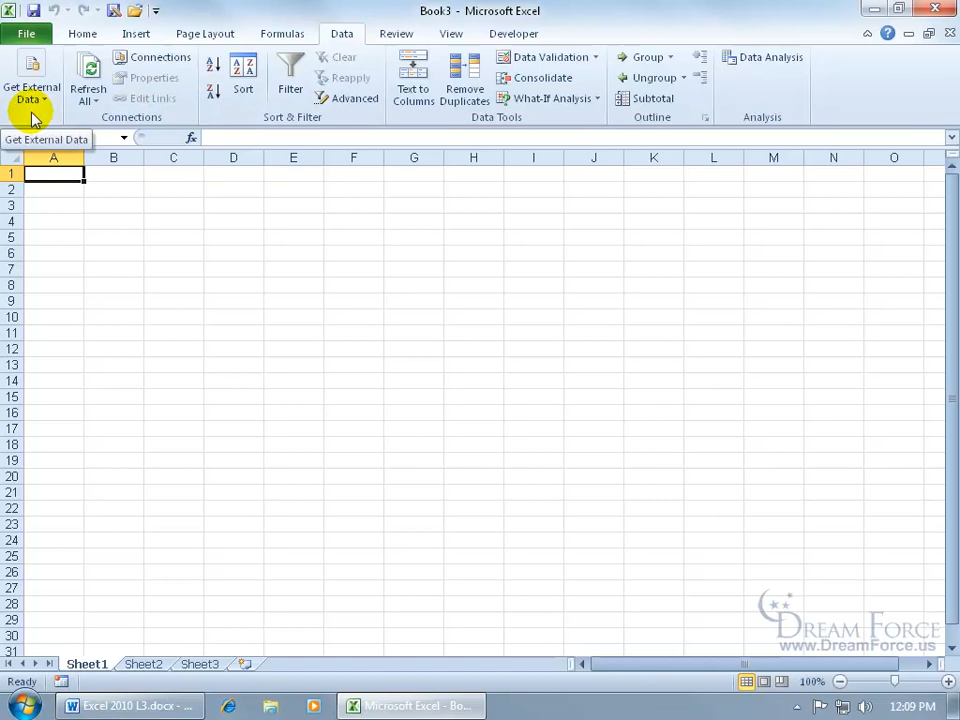 Book3 - Microsoft Excel
File Home Insert Page Layout Formulas Data Review View Developer
Get External Data
Refresh All
Connections
Properties
Edit Links
Connections
Sort
Filter
Clear
Reapply
Advanced
Sort & Filter
Text to Columns
Remove Duplicates
Data Validation
Consolidate
What-If Analysis
Data Tools
Group
Ungroup
Subtotal
Outline
Data Analysis
Analysis
Get External Data
fx
A B C D E F G H I J K L M N O
1
2
3
4
5
6
7
8
9
10
11
12
13
14
15
16
17
18
19
20
21
22
23
24
25
26
27
28
29
30
31
DREAM FORCE
www.DreamForce.us
Sheet1 Sheet2 Sheet3
Ready 100%
Excel 2010 L3.docx - ... Microsoft Excel - Bo... 12:09 PM